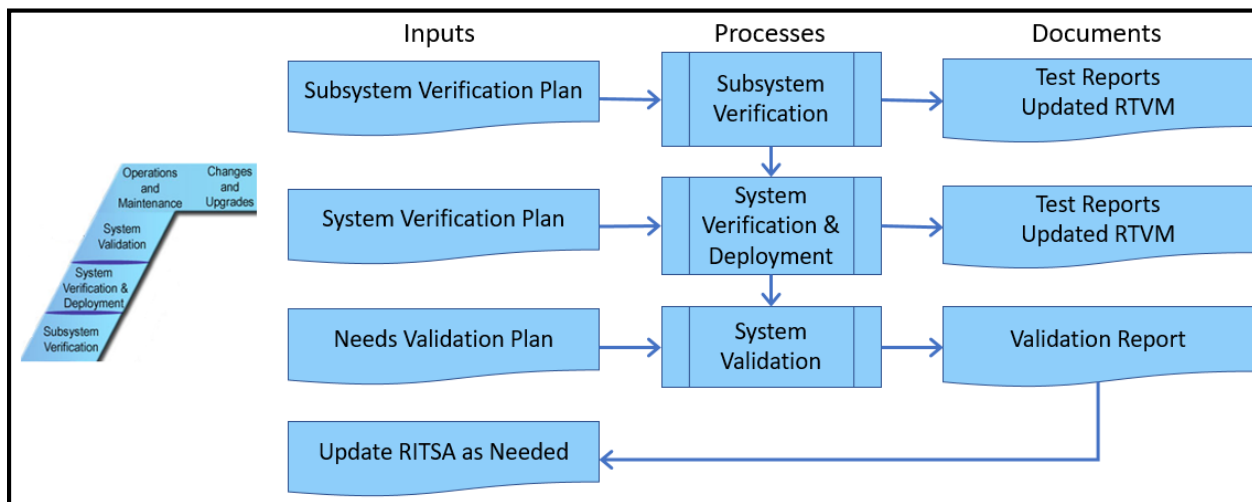 Inputs
Processes
Documents
Subsystem Verification Plan
Subsystem
Verification
Test Reports
Updated RTVM
System Verification Plan
System
Verification &
Deployment
Test Reports
Updated RTVM
Needs Validation Plan
System
Validation
Validation Report
Update RITSA as Needed
Operations
and
Maintenance
Changes
and
Upgrades
System
Validation
System
Verification &
Deployment
Subsystem
Verification